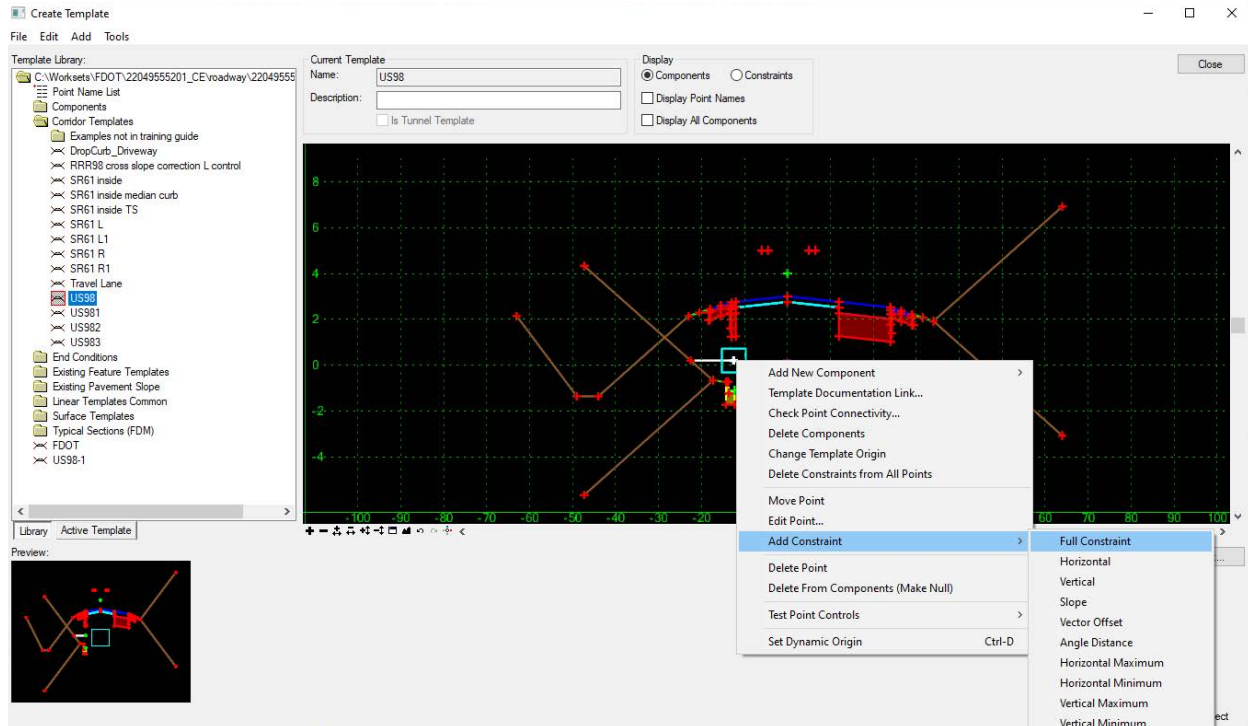 Create Template
File Edit Add Tools
Template Library:
C:\Worksets\FDOT\22049555201_CE\roadway\22049555
Point Name List
Components
Corridor Templates
Examples not in training guide
DropCurb_Driveway
RRR98 cross slope correction L control
SR61 inside
SR61 inside median curb
SR61 inside TS
SR61 L
SR61 L1
SR61 R
SR61 R1
Travel Lane
US98
US981
US982
US983
End Conditions
Existing Feature Templates
Existing Pavement Slope
Linear Templates Common
Surface Templates
Typical Sections (FDM)
FDOT
US98-1
Library Active Template
Preview:
Current Template
Name: US98
Description:
Is Tunnel Template
Display
Components Constraints
Display Point Names
Display All Components
Close
8
6
4
2
0
-2
-4
-100 -90 -80 -70 -60 -50 -40 -30 -20 60 70 80 90 100
Add New Component
Template Documentation Link...
Check Point Connectivity...
Delete Components
Change Template Origin
Delete Constraints from All Points
Move Point
Edit Point...
Add Constraint
Delete Point
Delete From Components (Make Null)
Test Point Controls
Set Dynamic Origin Ctrl-D
Full Constraint
Horizontal
Vertical
Slope
Vector Offset
Angle Distance
Horizontal Maximum
Horizontal Minimum
Vertical Maximum
Vertical Minimum
...
ect